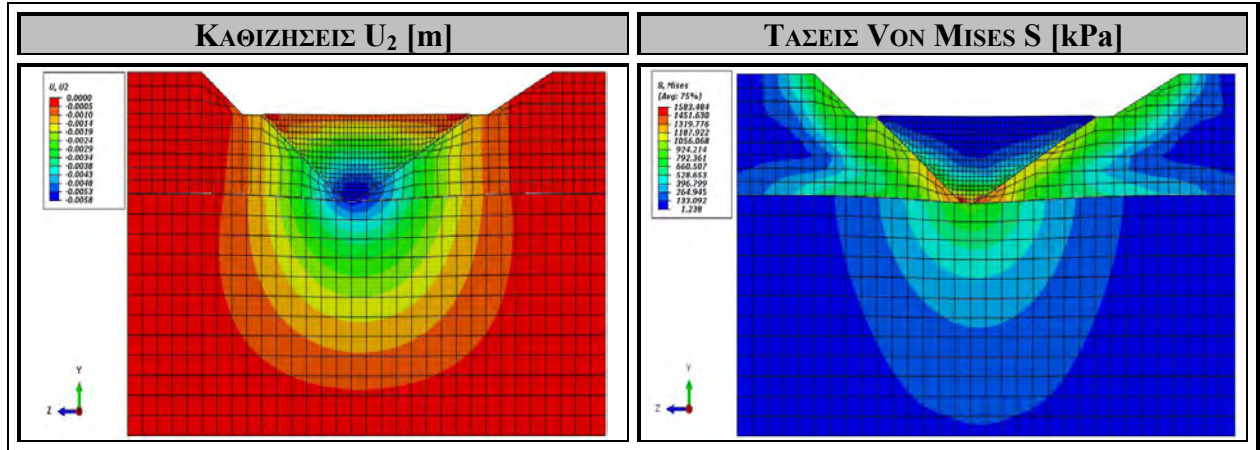 ΚΑΘΙΖΗΣΕΙΣ U2 [m]
ΤΑΣΕΙΣ VON MISES S [kPa]
U, U2
0.0000
-0.0005
-0.0010
-0.0014
-0.0019
-0.0024
-0.0029
-0.0034
-0.0038
-0.0043
-0.0048
-0.0053
-0.0058
Y
Z
S, Mises
(Avg: 75%)
1583.484
1451.630
1319.776
1187.922
1056.068
924.214
792.361
660.507
528.653
396.799
264.945
133.092
1.238
Y
Z